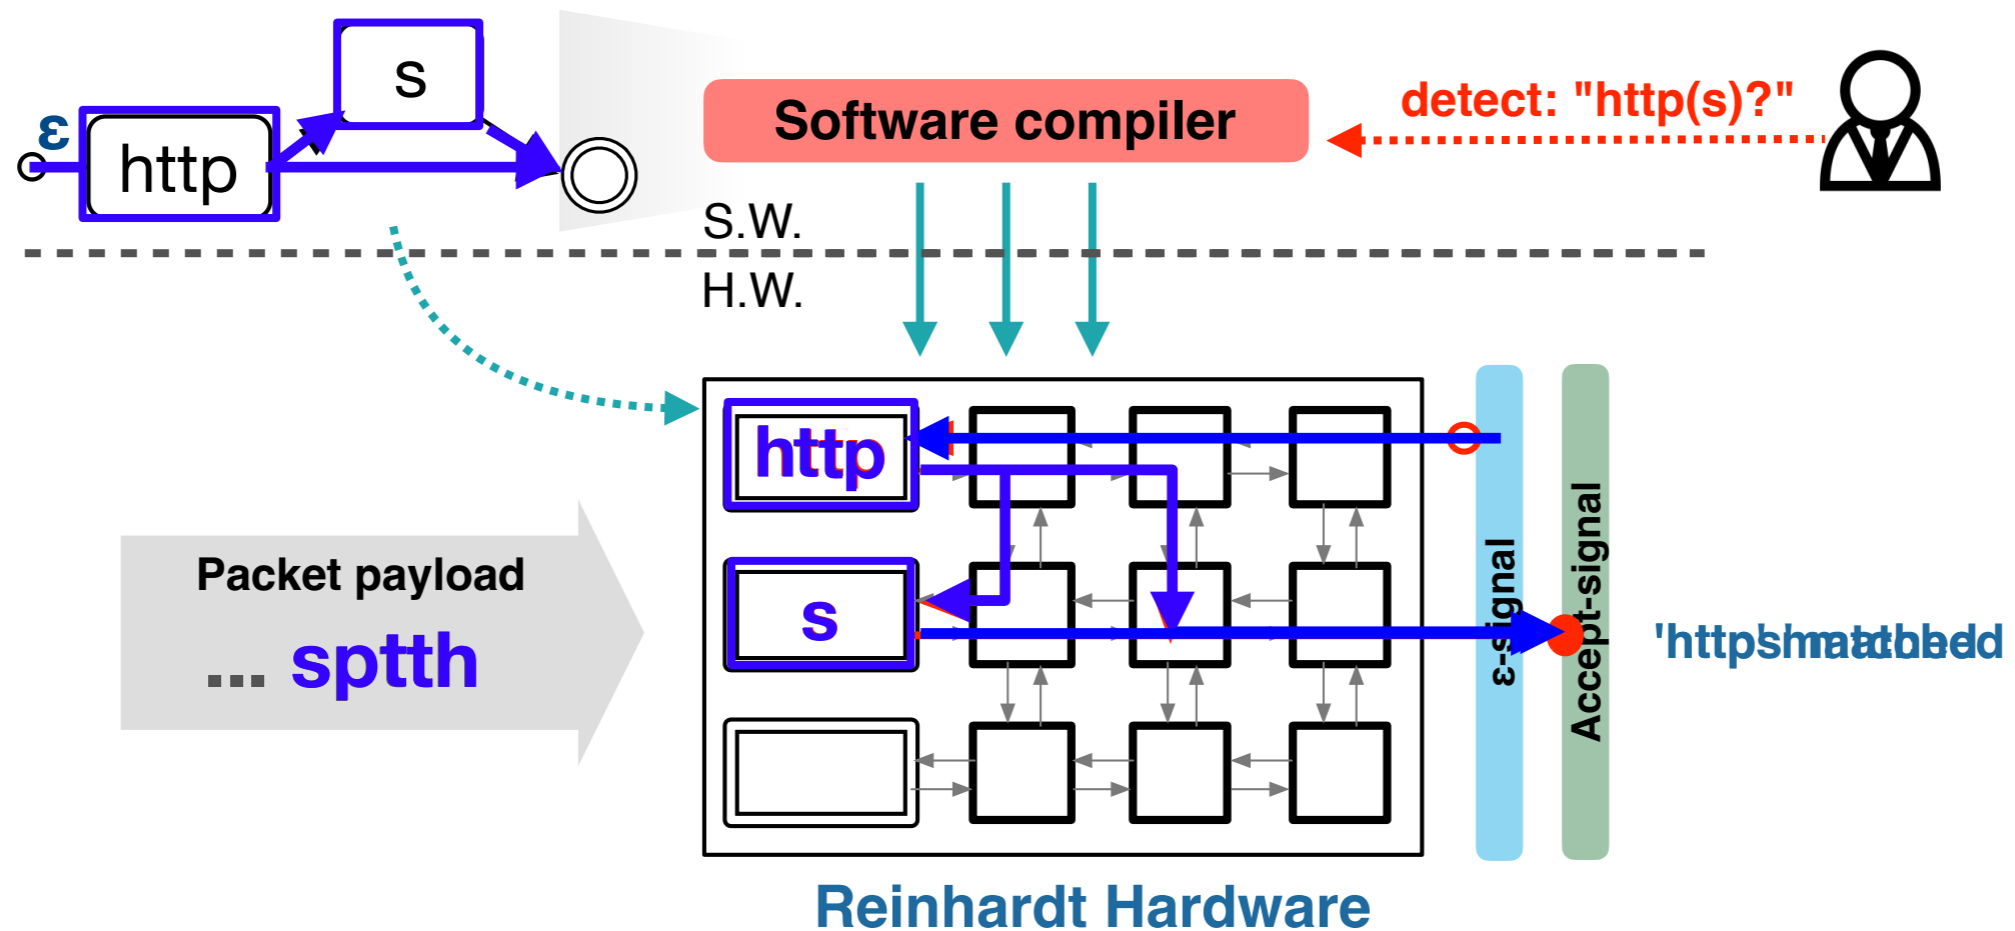 s
ε
http
Software compiler
detect: "http(s)?"
S.W.
H.W.
http
s
Packet payload
... sptth
ε-signal
Accept-signal
Reinhardt Hardware